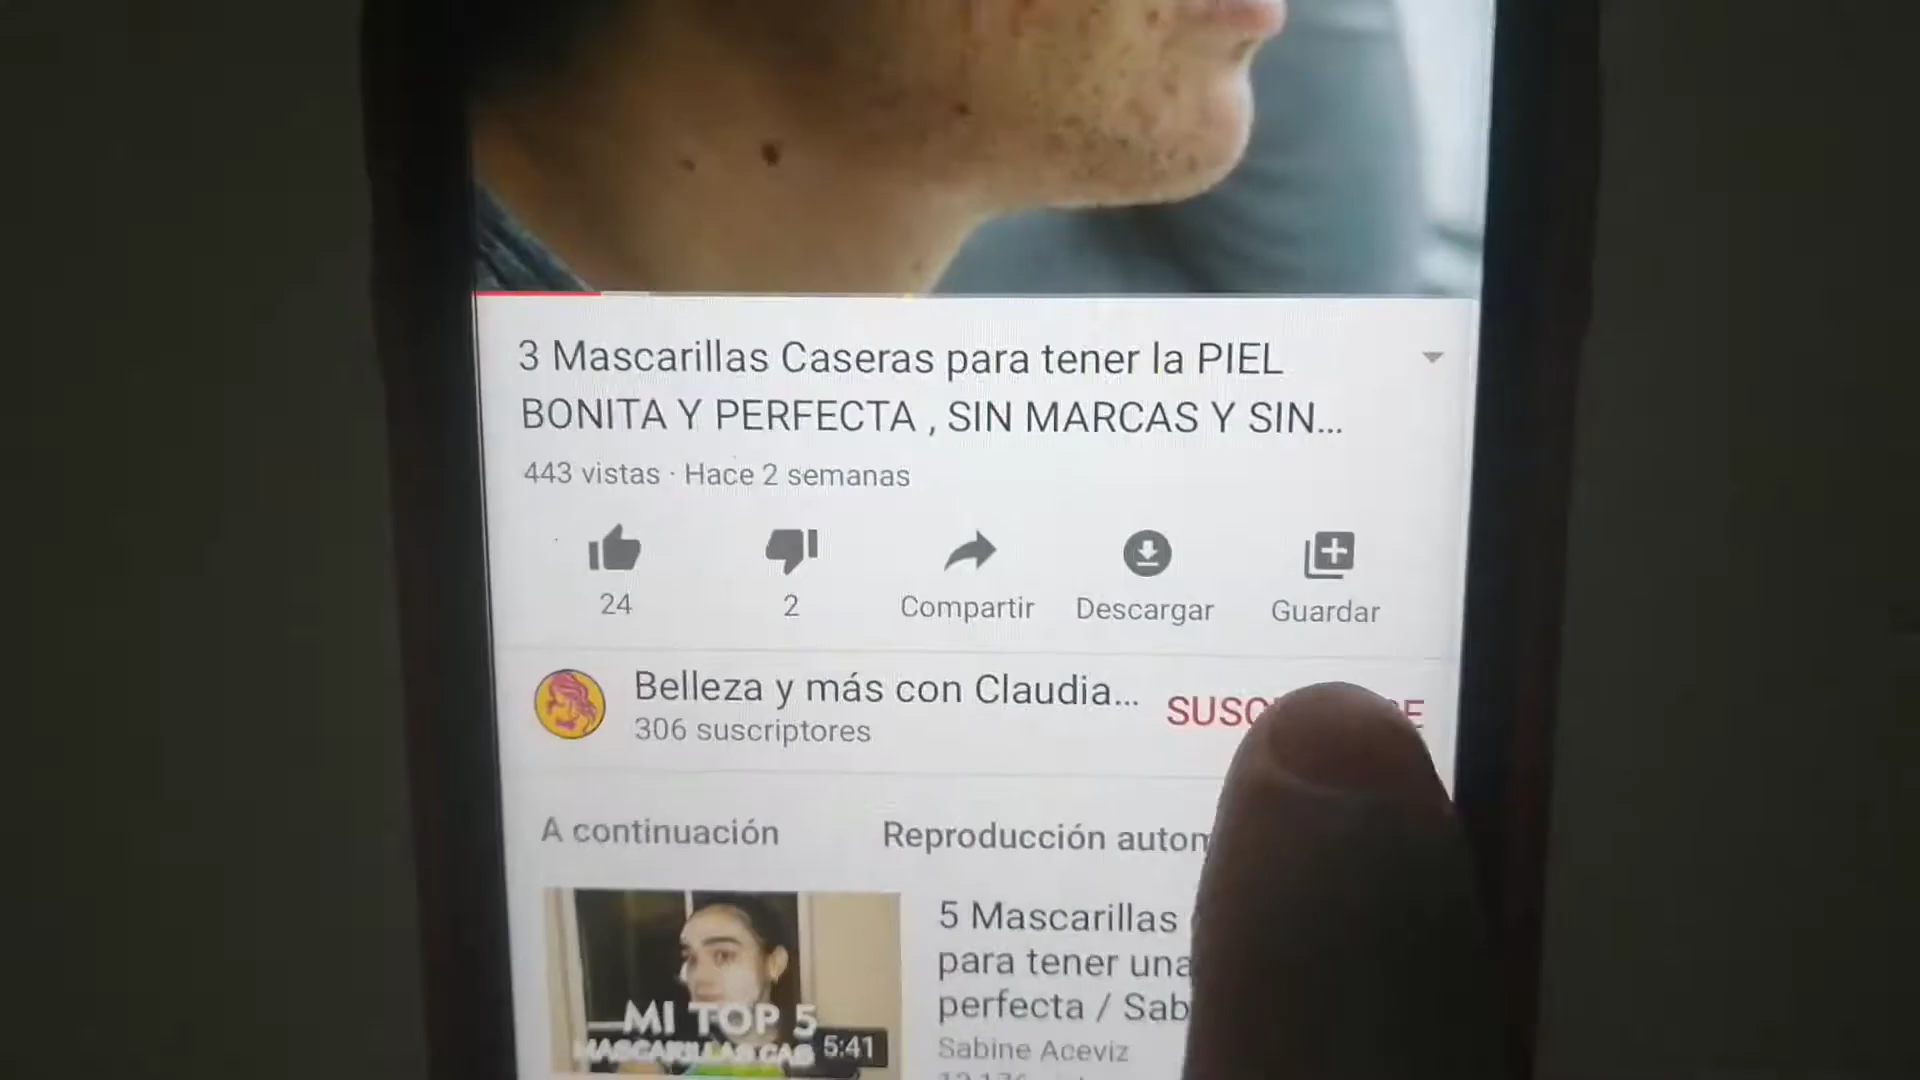 3 Mascarillas Caseras para tener la PIEL
BONITA Y PERFECTA , SIN MARCAS Y SIN...
443 vistas · Hace 2 semanas
24
2
Compartir
Descargar
Guardar
Belleza y más con Claudia...
306 suscriptores
A continuación
Reproducción
5 Mascarillas
para tener una
perfecta /
Sabine Aceviz
MI TOP 5
MASCARILLAS CAS
5:41